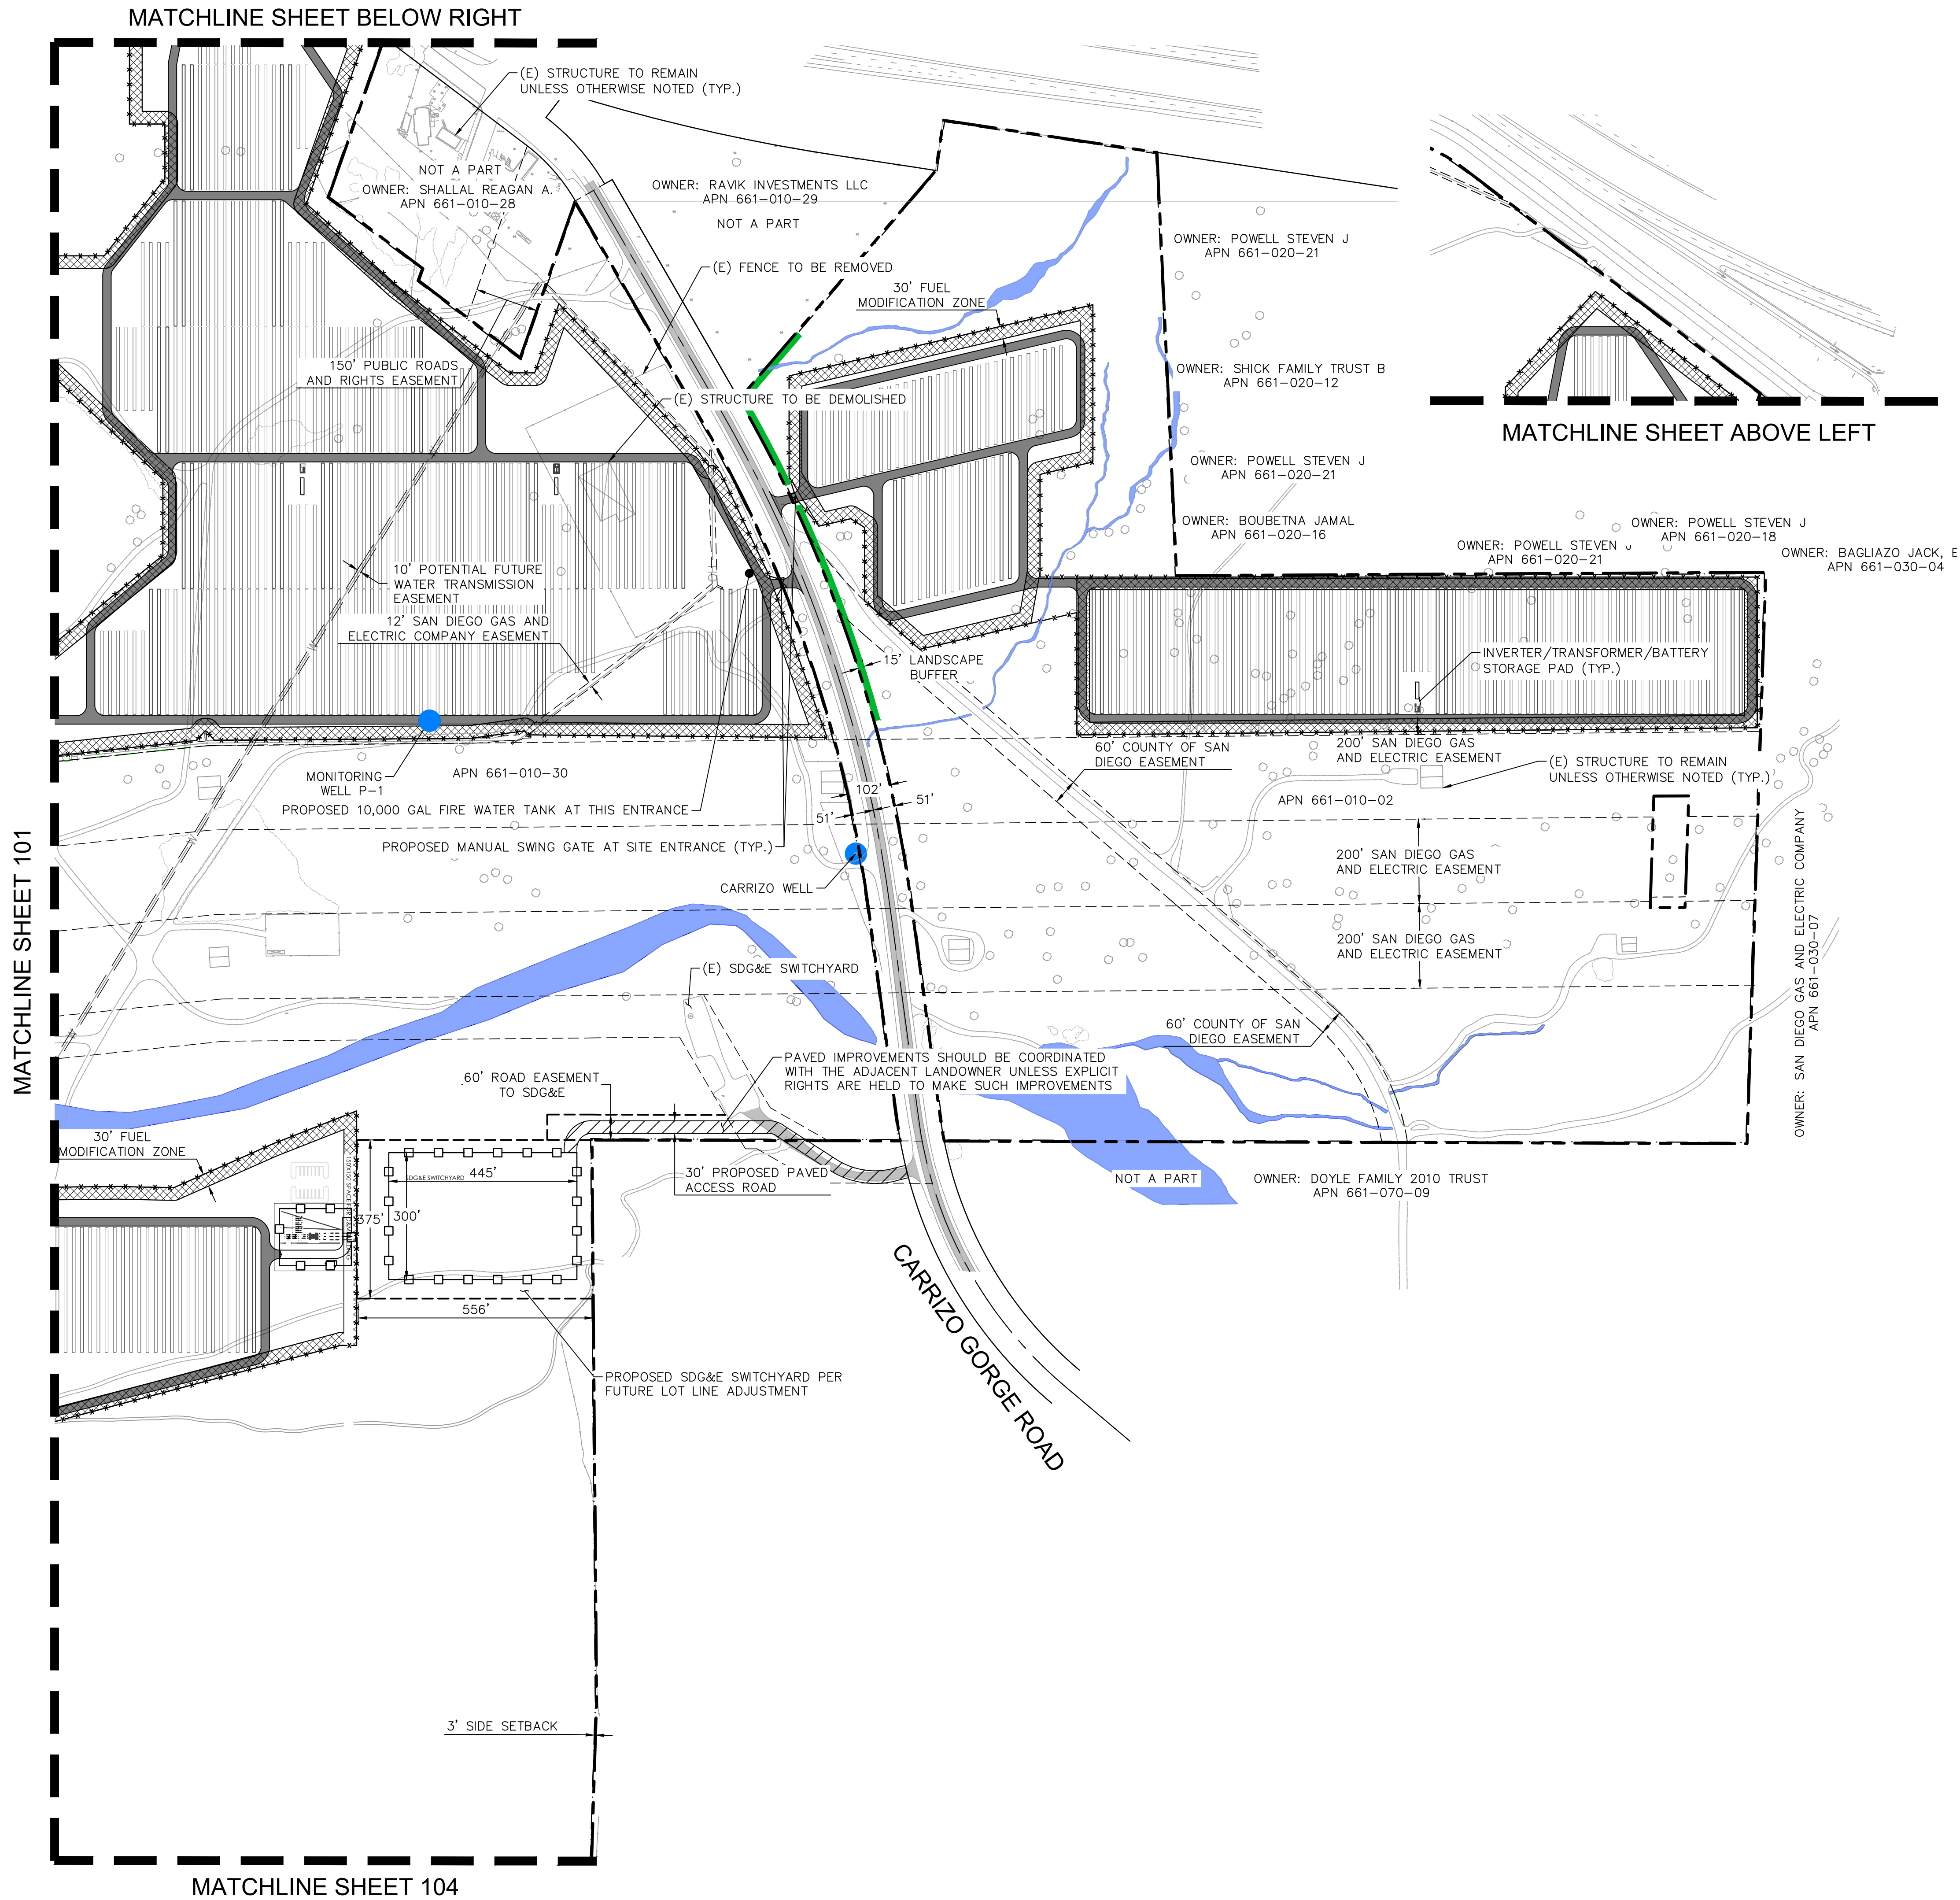 MATCHLINE SHEET BELOW RIGHT
(E) STRUCTURE TO REMAIN
UNLESS OTHERWISE NOTED (TYP.)
NOT A PART
OWNER: SHALLAL REAGAN A.
APN 661-010-28
OWNER: RAVIK INVESTMENTS LLC
APN 661-010-29
NOT A PART
OWNER: POWELL STEVEN J
APN 661-020-21
(E) FENCE TO BE REMOVED
30' FUEL
MODIFICATION ZONE
150' PUBLIC ROADS
AND RIGHTS EASEMENT
(E) STRUCTURE TO BE DEMOLISHED
OWNER: SHICK FAMILY TRUST B
APN 661-020-12
MATCHLINE SHEET ABOVE LEFT
OWNER: POWELL STEVEN J
APN 661-020-21
OWNER: BOUBETNA JAMAL
APN 661-020-16
OWNER: POWELL STEVEN J
APN 661-020-18
OWNER: POWELL STEVEN J
APN 661-020-21
OWNER: BAGLIAZO JACK, E
APN 661-030-04
10' POTENTIAL FUTURE
WATER TRANSMISSION
EASEMENT
12' SAN DIEGO GAS AND
ELECTRIC COMPANY EASEMENT
15' LANDSCAPE
BUFFER
INVERTER/TRANSFORMER/BATTERY
STORAGE PAD (TYP.)
MONITORING
WELL P-1
APN 661-010-30
60' COUNTY OF SAN
DIEGO EASEMENT
200' SAN DIEGO GAS
AND ELECTRIC EASEMENT
(E) STRUCTURE TO REMAIN
UNLESS OTHERWISE NOTED (TYP.)
APN 661-010-02
PROPOSED 10,000 GAL FIRE WATER TANK AT THIS ENTRANCE
102'
51'
51'
PROPOSED MANUAL SWING GATE AT SITE ENTRANCE (TYP.)
CARRIZO WELL
200' SAN DIEGO GAS
AND ELECTRIC EASEMENT
200' SAN DIEGO GAS
AND ELECTRIC EASEMENT
OWNER: SAN DIEGO GAS AND ELECTRIC COMPANY
APN 661-030-07
MATCHLINE SHEET 101
(E) SDG&E SWITCHYARD
60' COUNTY OF SAN
DIEGO EASEMENT
PAVED IMPROVEMENTS SHOULD BE COORDINATED
WITH THE ADJACENT LANDOWNER UNLESS EXPLICIT
RIGHTS ARE HELD TO MAKE SUCH IMPROVEMENTS
60' ROAD EASEMENT
TO SDG&E
30' FUEL
MODIFICATION ZONE
SDG&E SWITCHYARD
445'
375'
300'
30' PROPOSED PAVED
ACCESS ROAD
NOT A PART
OWNER: DOYLE FAMILY 2010 TRUST
APN 661-070-09
556'
CARRIZO GORGE ROAD
PROPOSED SDG&E SWITCHYARD PER
FUTURE LOT LINE ADJUSTMENT
3' SIDE SETBACK
MATCHLINE SHEET 104